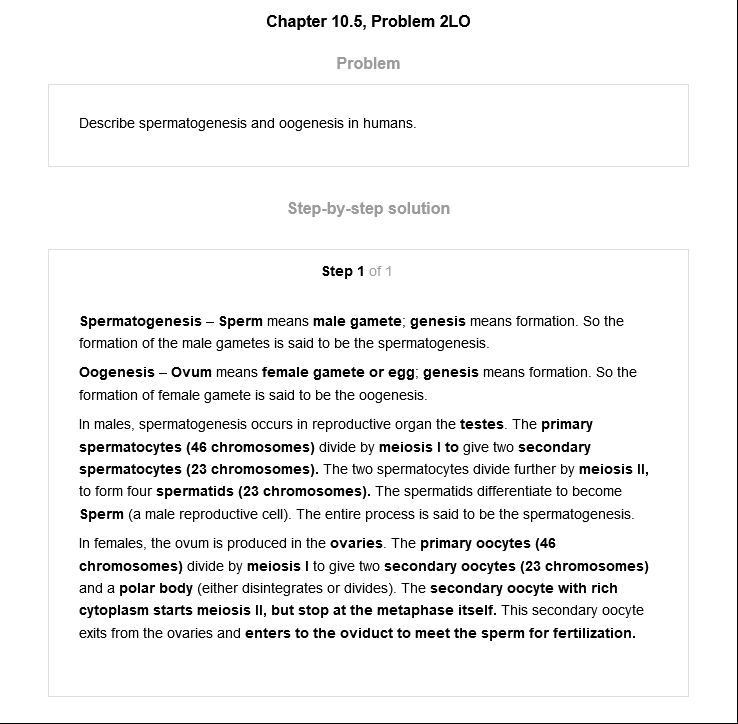 Chapter 10.5, Problem 2LO
Problem
Describe spermatogenesis and oogenesis in humans.
Step-by-step solution
Step 1 of 1
Spermatogenesis – Sperm means male gamete; genesis means formation. So the
formation of the male gametes is said to be the spermatogenesis.
Oogenesis – Ovum means female gamete or egg; genesis means formation. So the
formation of female gamete is said to be the oogenesis.
In males, spermatogenesis occurs in reproductive organ the testes. The primary
spermatocytes (46 chromosomes) divide by meiosis I to give two secondary
spermatocytes (23 chromosomes). The two spermatocytes divide further by meiosis II,
to form four spermatids (23 chromosomes). The spermatids differentiate to become
Sperm (a male reproductive cell). The entire process is said to be the spermatogenesis.
In females, the ovum is produced in the ovaries. The primary oocytes (46
chromosomes) divide by meiosis I to give two secondary oocytes (23 chromosomes)
and a polar body (either disintegrates or divides). The secondary oocyte with rich
cytoplasm starts meiosis II, but stop at the metaphase itself. This secondary oocyte
exits from the ovaries and enters to the oviduct to meet the sperm for fertilization.